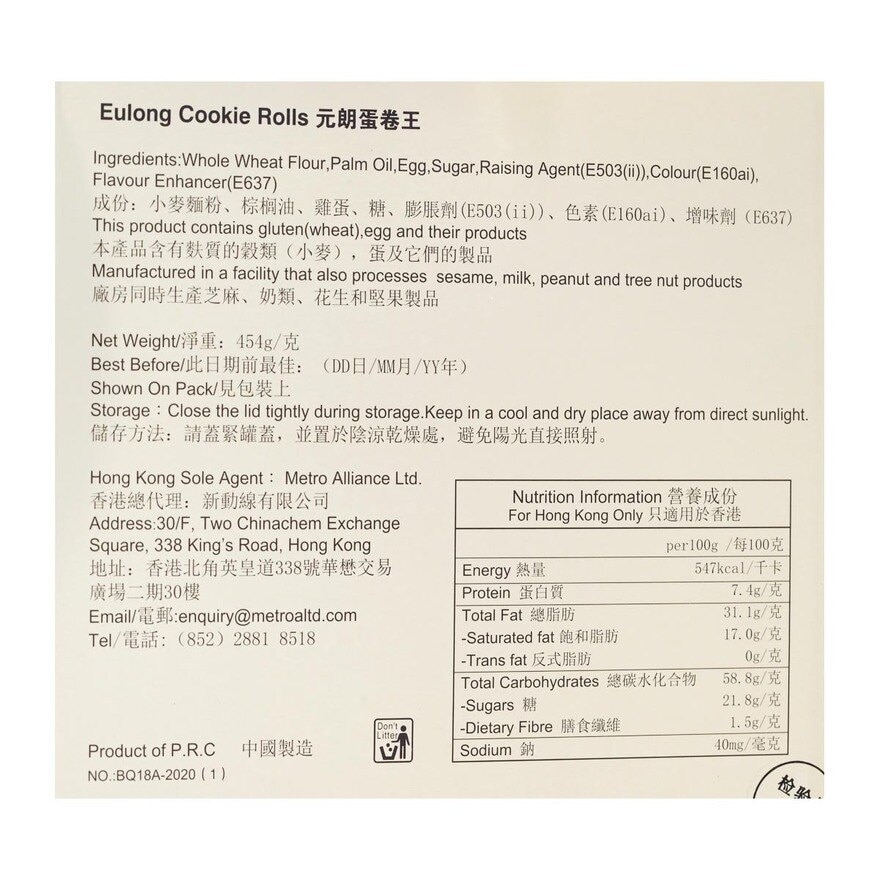 Eulong Cookie Rolls 元朗蛋卷王
Ingredients:Whole Wheat Flour,Palm Oil,Egg,Sugar,Raising Agent(E503(ii)),Colour(E160ai),
Flavour Enhancer(E637)
成份: 小麥麵粉、棕櫚油、雞蛋、糖、膨脹劑(E503(ii))、色素(E160ai)、增味劑 (E637)
This product contains gluten(wheat),egg and their products
本產品含有麩質的穀類（小麥），蛋及它們的製品
Manufactured in a facility that also processes sesame, milk, peanut and tree nut products
廠房同時生產芝麻、奶類、花生和堅果製品
Net Weight/淨重: 454g/克
Best Before/此日期前最佳: （DD日/MM月/YY年）
Shown On Pack/見包裝上
Storage：Close the lid tightly during storage.Keep in a cool and dry place away from direct sunlight.
儲存方法: 請蓋緊罐蓋，並置於陰涼乾燥處，避免陽光直接照射。
Hong Kong Sole Agent： Metro Alliance Ltd.
香港總代理: 新動線有限公司
Address:30/F, Two Chinachem Exchange
Square, 338 King's Road, Hong Kong
地址: 香港北角英皇道338號華懋交易
廣場二期30樓
Email/電郵:enquiry@metroaltd.com
Tel/電話: （852）2881 8518
Product of P.R.C 中國製造
NO.:BQ18A-2020（1）
Don't
Litter
Nutrition Information 營養成份
For Hong Kong Only 只適用於香港
per100g /每100克
Energy 熱量 547kcal/千卡
Protein 蛋白質 7.4g/克
Total Fat 總脂肪 31.1g/克
-Saturated fat 飽和脂肪 17.0g/克
-Trans fat 反式脂肪 0g/克
Total Carbohydrates 總碳水化合物 58.8g/克
-Sugars 糖 21.8g/克
-Dietary Fibre 膳食纖維 1.5g/克
Sodium 鈉 40mg/毫克
检验